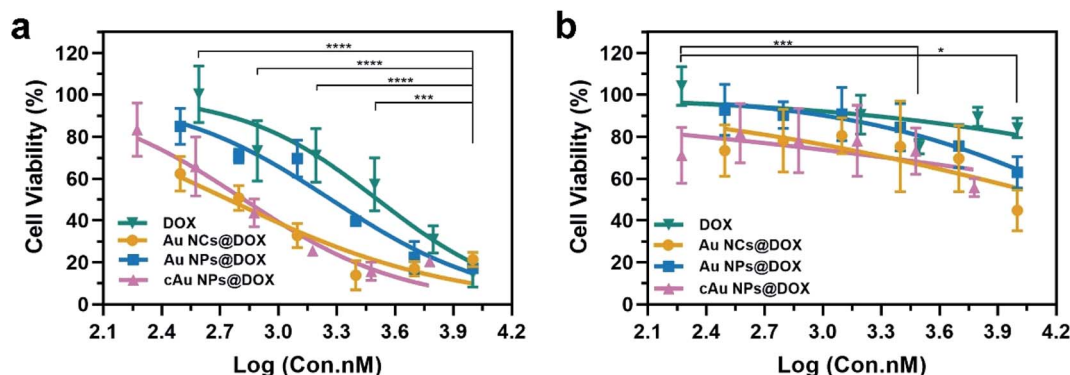 a
120
100
80
60
40
20
0
Cell Viability (%)
****
****
****
***
DOX
Au NCs@DOX
Au NPs@DOX
cAu NPs@DOX
2.1 2.4 2.7 3.0 3.3 3.6 3.9 4.2
Log (Con.nM)
b
120
100
80
60
40
20
0
Cell Viability (%)
***
*
DOX
Au NCs@DOX
Au NPs@DOX
cAu NPs@DOX
2.1 2.4 2.7 3.0 3.3 3.6 3.9 4.2
Log (Con.nM)